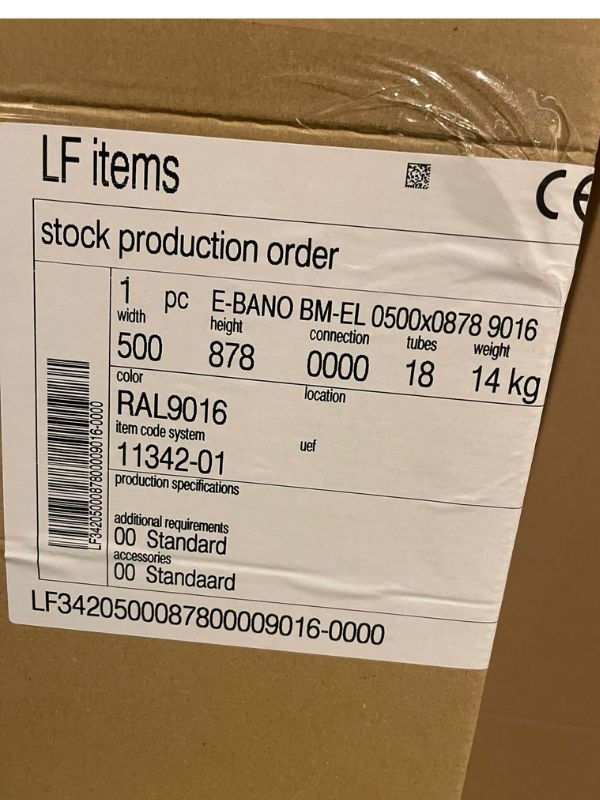 LF items
CE
stock production order
1 pc E-BANO BM-EL 0500x0878 9016
width height connection tubes weight
500 878 0000 18 14 kg
color location
RAL9016
item code system uef
11342-01
production specifications
additional requirements
00 Standard
accessories
00 Standaard
LF3420500087800009016-0000
LF3420500087800009016-0000